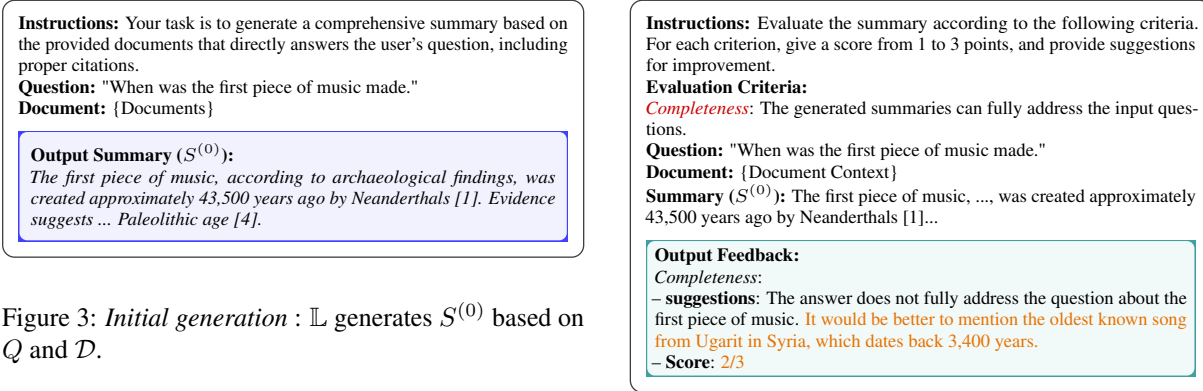 Instructions: Your task is to generate a comprehensive summary based on
the provided documents that directly answers the user's question, including
proper citations.
Question: "When was the first piece of music made."
Document: {Documents}
Output Summary (S^(0)):
The first piece of music, according to archaeological findings, was
created approximately 43,500 years ago by Neanderthals [1]. Evidence
suggests ... Paleolithic age [4].
Figure 3: Initial generation : 𝕃 generates S^(0) based on
Q and 𝒟.
Instructions: Evaluate the summary according to the following criteria.
For each criterion, give a score from 1 to 3 points, and provide suggestions
for improvement.
Evaluation Criteria:
Completeness: The generated summaries can fully address the input ques-
tions.
Question: "When was the first piece of music made."
Document: {Document Context}
Summary (S^(0)): The first piece of music, ..., was created approximately
43,500 years ago by Neanderthals [1]...
Output Feedback:
Completeness:
– suggestions: The answer does not fully address the question about the
first piece of music. It would be better to mention the oldest known song
from Ugarit in Syria, which dates back 3,400 years.
– Score: 2/3